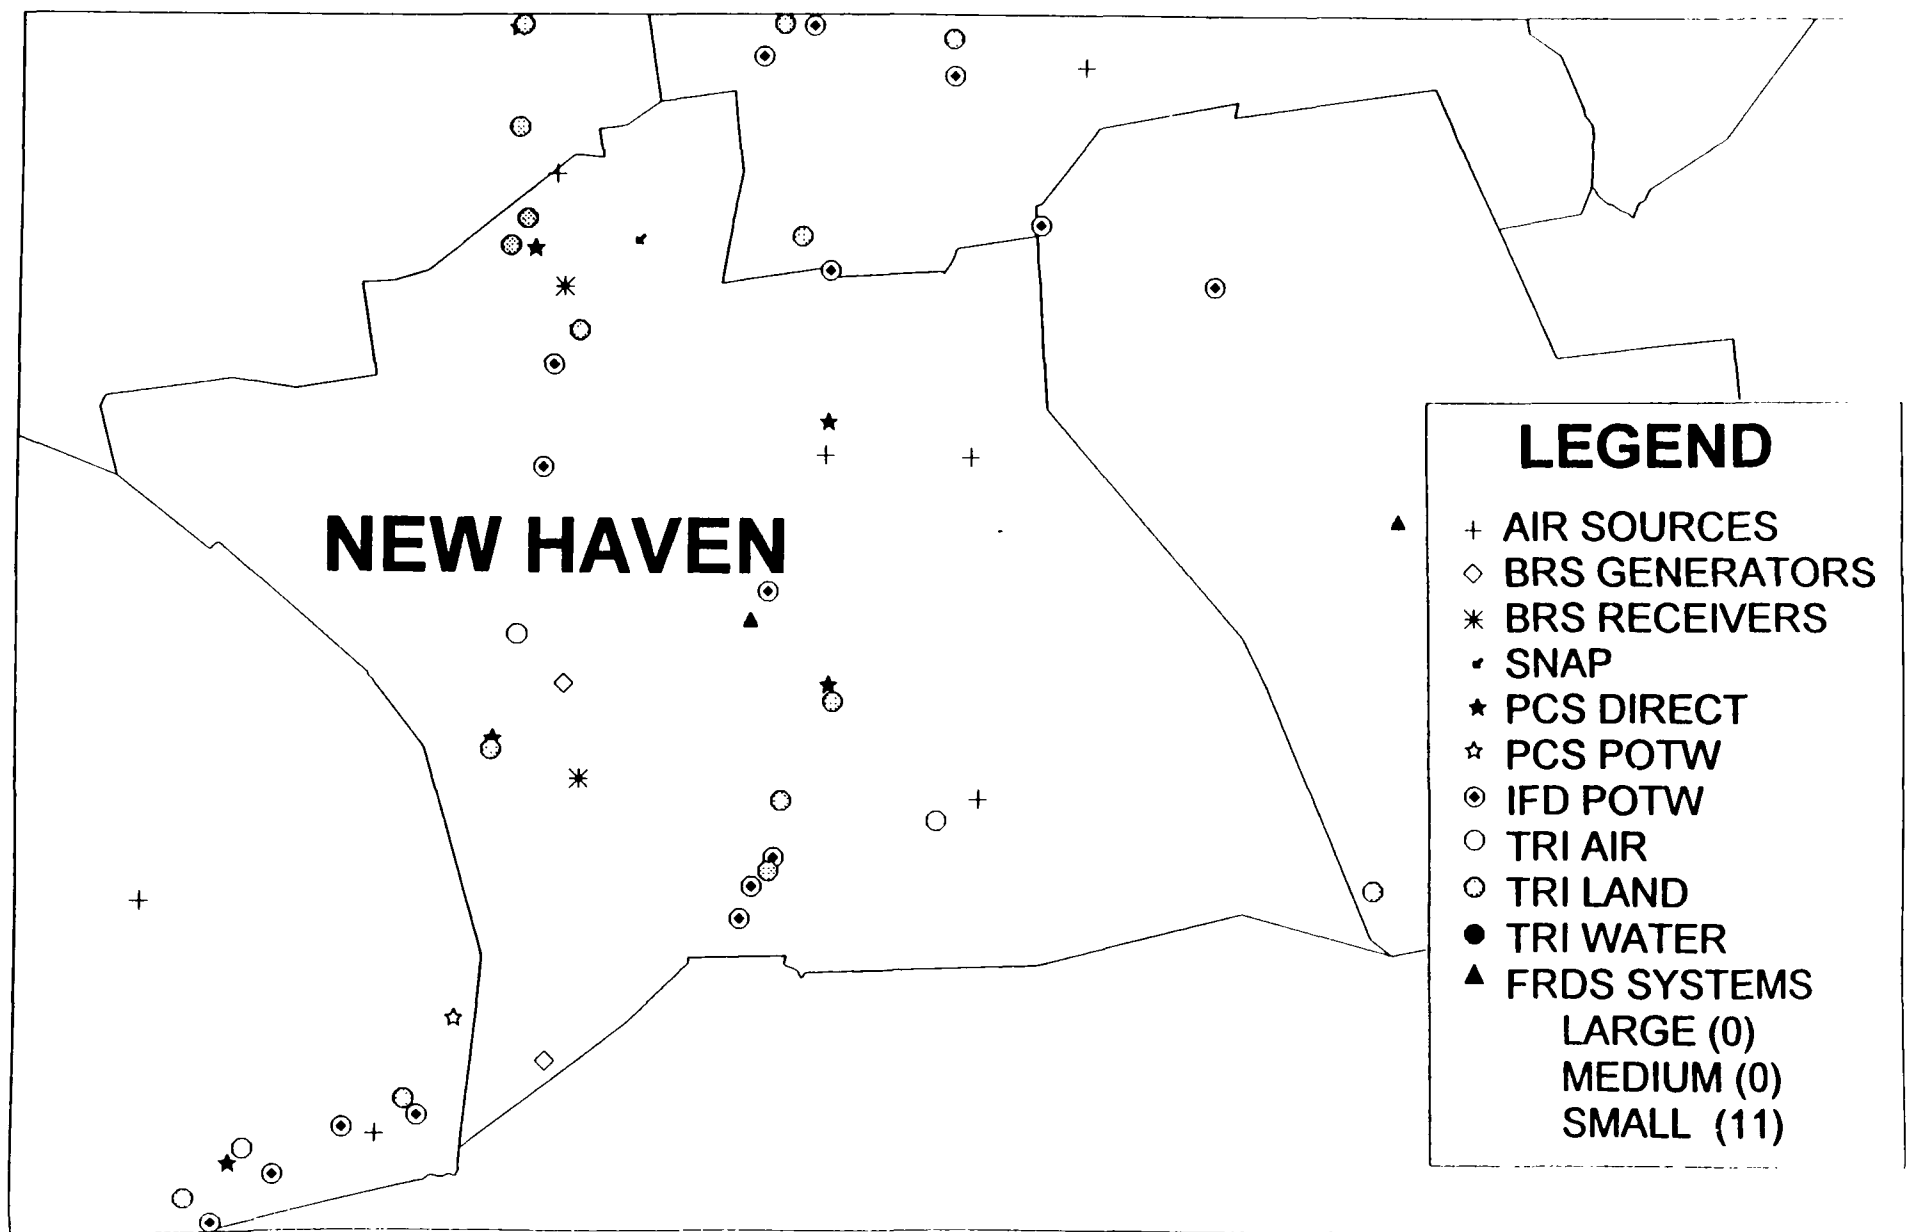 NEW HAVEN
LEGEND
AIR SOURCES
BRS GENERATORS
BRS RECEIVERS
SNAP
PCS DIRECT
PCS POTW
IFD POTW
TRI AIR
TRI LAND
TRI WATER
FRDS SYSTEMS
LARGE (0)
MEDIUM (0)
SMALL (11)